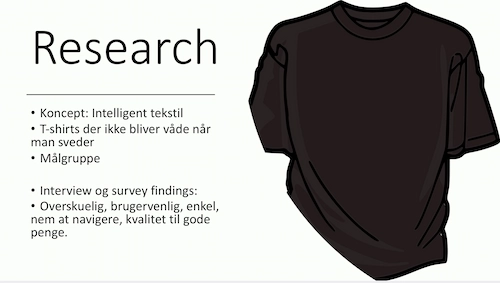 Research
• Koncept: Intelligent tekstil
• T-shirts der ikke bliver våde når
man sveder
• Målgruppe
• Interview og survey findings:
• Overskuelig, brugervenlig, enkel,
nem at navigere, kvalitet til gode
penge.